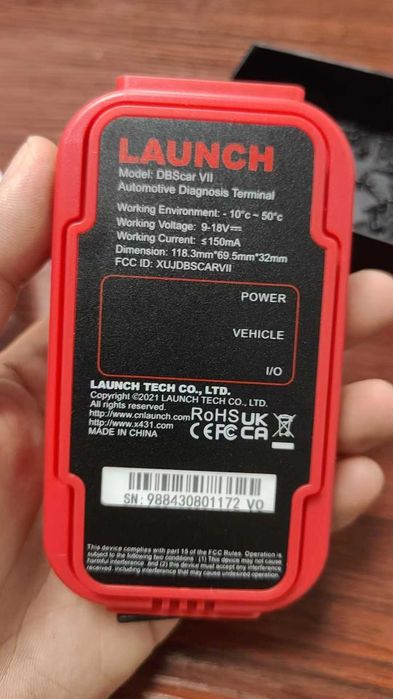 LAUNCH
Model: DBScar VII
Automotive Diagnosis Terminal
Working Environment: - 10°c ~ 50°c
Working Voltage: 9-18V⎓
Working Current: ≤150mA
Dimension: 118.3mm*69.5mm*32mm
FCC ID: XUJDBSCARVII
POWER
VEHICLE
I/O
LAUNCH TECH CO., LTD.
Copyright ©2021 LAUNCH TECH CO., LTD.
All rights reserved.
http://www.cnlaunch.com
http://www.x431.com
MADE IN CHINA
RoHS UK
CE FC CA
SN: 988430801172 V0
This device complies with part 15 of the FCC Rules. Operation is
subject to the following two conditions: (1) This device may not cause
harmful interference. and (2) this device must accept any interference
received. including interference that may cause undesired operation.